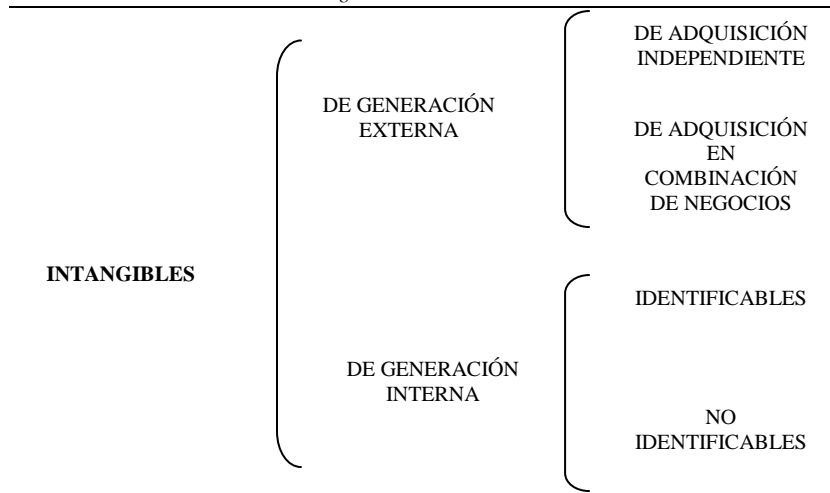 DE ADQUISICIÓN
INDEPENDIENTE
DE GENERACIÓN
EXTERNA
DE ADQUISICIÓN
EN
COMBINACIÓN
DE NEGOCIOS
INTANGIBLES
IDENTIFICABLES
DE GENERACIÓN
INTERNA
NO
IDENTIFICABLES